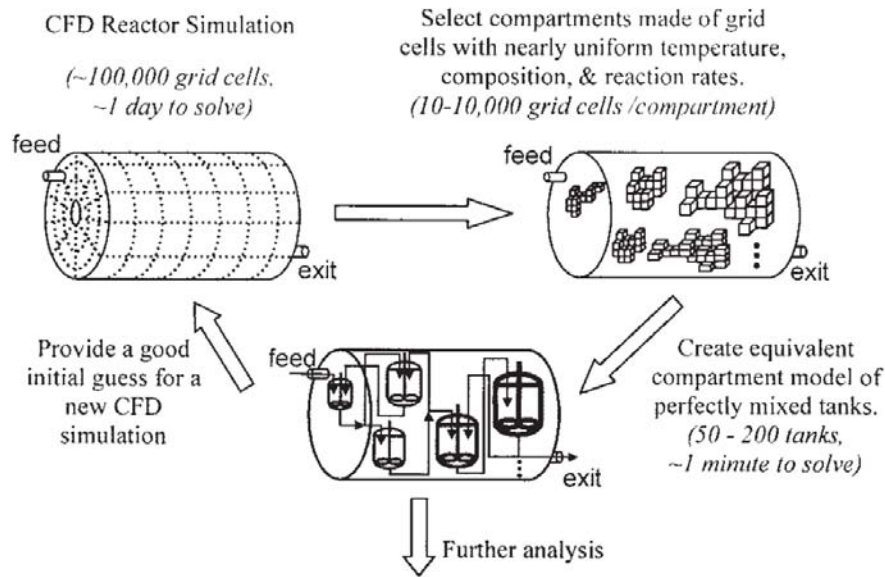 CFD Reactor Simulation
(~100,000 grid cells.
~1 day to solve)
Select compartments made of grid
cells with nearly uniform temperature,
composition, & reaction rates.
(10-10,000 grid cells /compartment)
feed
exit
feed
exit
Provide a good
initial guess for a
new CFD
simulation
feed
exit
Create equivalent
compartment model of
perfectly mixed tanks.
(50 - 200 tanks,
~1 minute to solve)
Further analysis